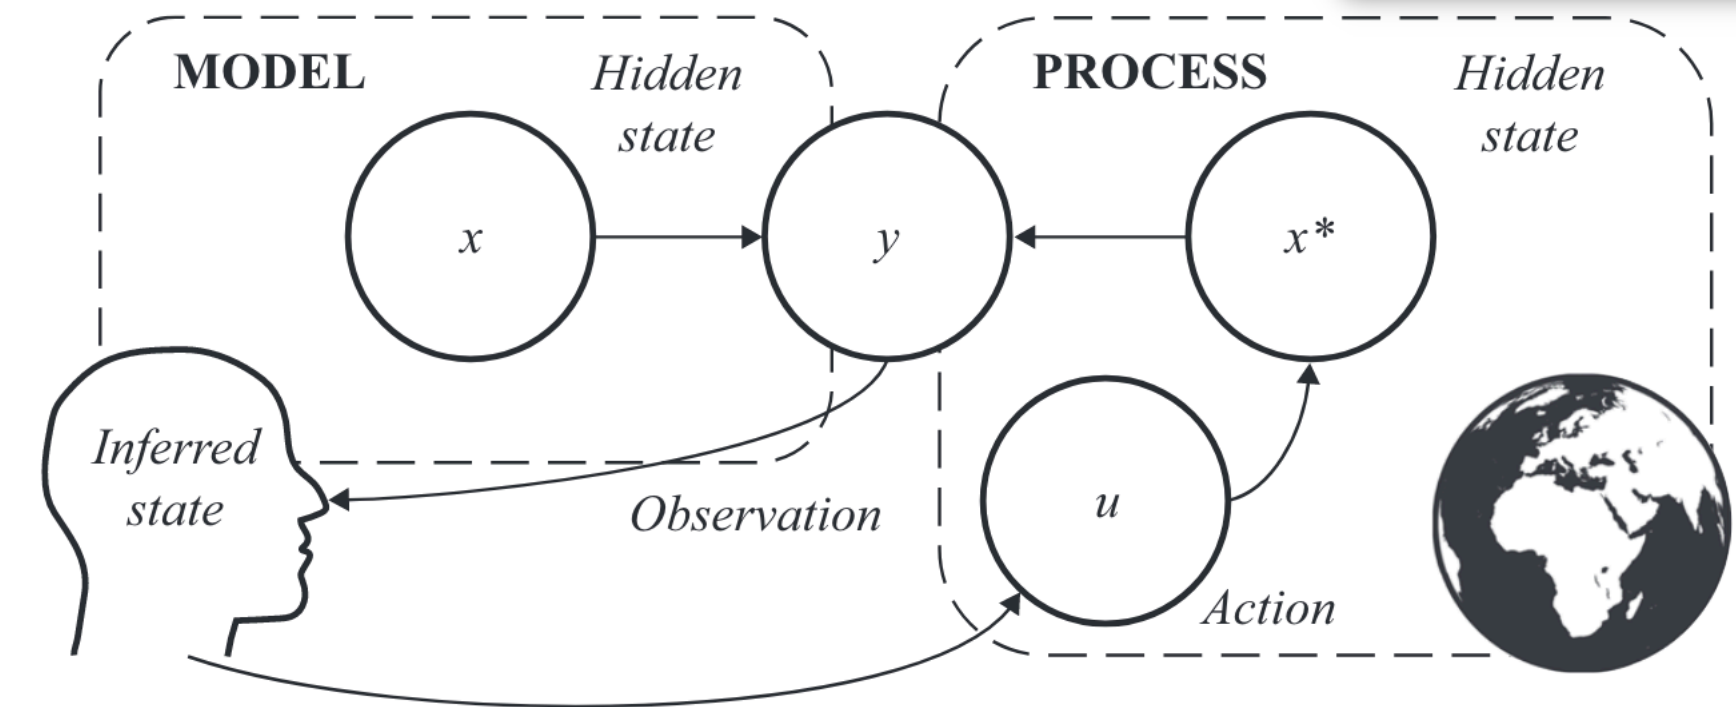 MODEL
Hidden
state
PROCESS
Hidden
state
x
y
x*
Inferred
state
Observation
u
Action